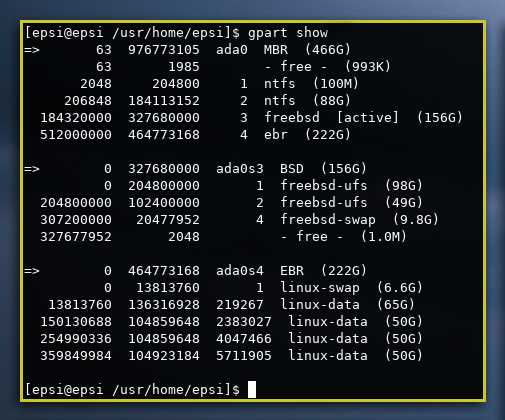 [epsi@epsi /usr/home/epsi]$ gpart show
=>       63  976773105  ada0  MBR  (466G)
         63       1985        - free -  (993K)
       2048     204800     1  ntfs  (100M)
     206848  184113152     2  ntfs  (88G)
  184320000  327680000     3  freebsd  [active]  (156G)
  512000000  464773168     4  ebr  (222G)

=>        0  327680000  ada0s3  BSD  (156G)
          0  204800000       1  freebsd-ufs  (98G)
  204800000  102400000       2  freebsd-ufs  (49G)
  307200000   20477952       4  freebsd-swap  (9.8G)
  327677952       2048          - free -  (1.0M)

=>        0  464773168  ada0s4  EBR  (222G)
          0   13813760       1  linux-swap  (6.6G)
   13813760  136316928  219267  linux-data  (65G)
  150130688  104859648  2383027  linux-data  (50G)
  254990336  104859648  4047466  linux-data  (50G)
  359849984  104923184  5711905  linux-data  (50G)

[epsi@epsi /usr/home/epsi]$